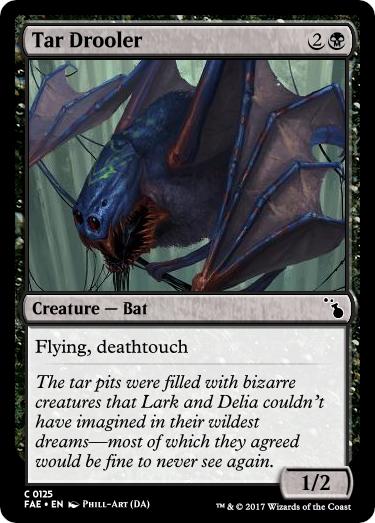 Tar Drooler 2
Creature — Bat
Flying, deathtouch
The tar pits were filled with bizarre
creatures that Lark and Delia couldn't
have imagined in their wildest
dreams—most of which they agreed
would be fine to never see again.
1/2
C 0125
FAE • EN Phill-Art (DA)
™ & © 2017 Wizards of the Coast